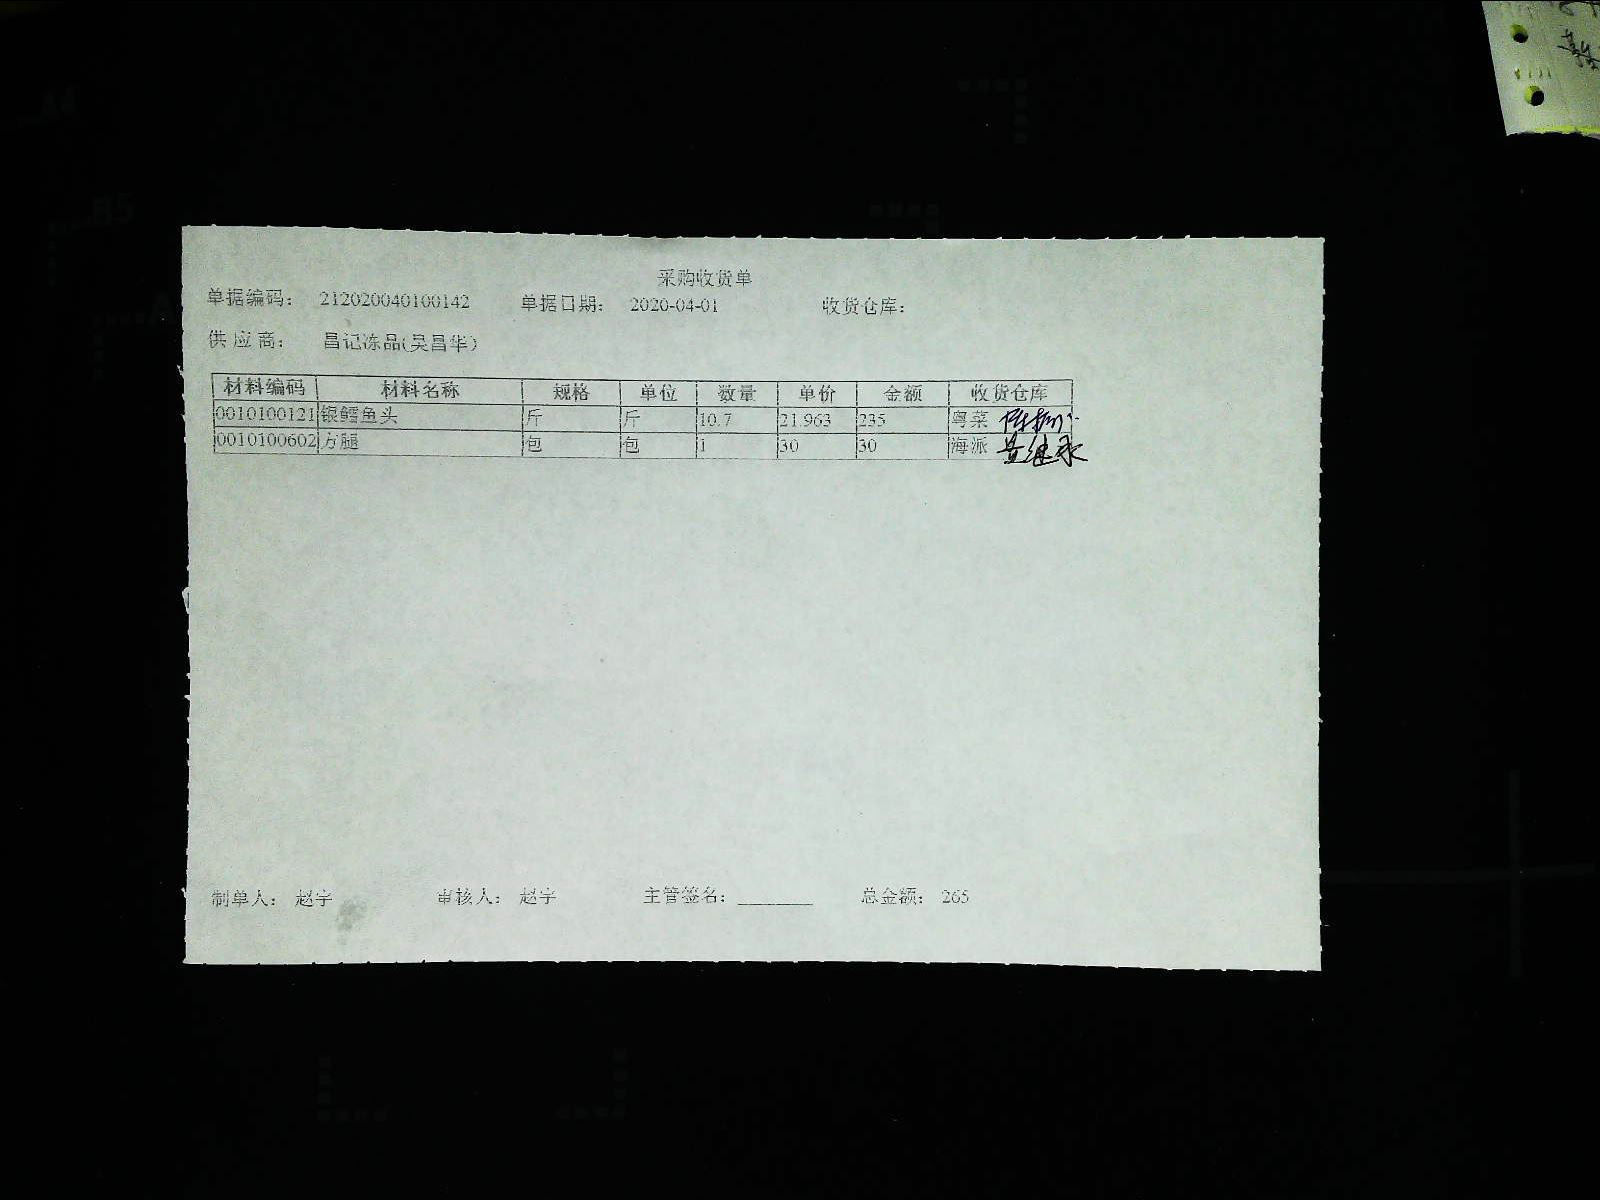 采购收货单
单据编码： 212020040100142 单据日期： 2020-04-01 收货仓库：
供应商： 昌记冻品(吴昌华)
材料编码 材料名称 规格 单位 数量 单价 金额 收货仓库
0010100121 银鳕鱼头 斤 斤 10.7 21.963 235 粤菜
0010100602 方腿 包 包 1 30 30 海派 黄继承
制单人： 赵宇 审核人： 赵宇 主管签名：________ 总金额： 265